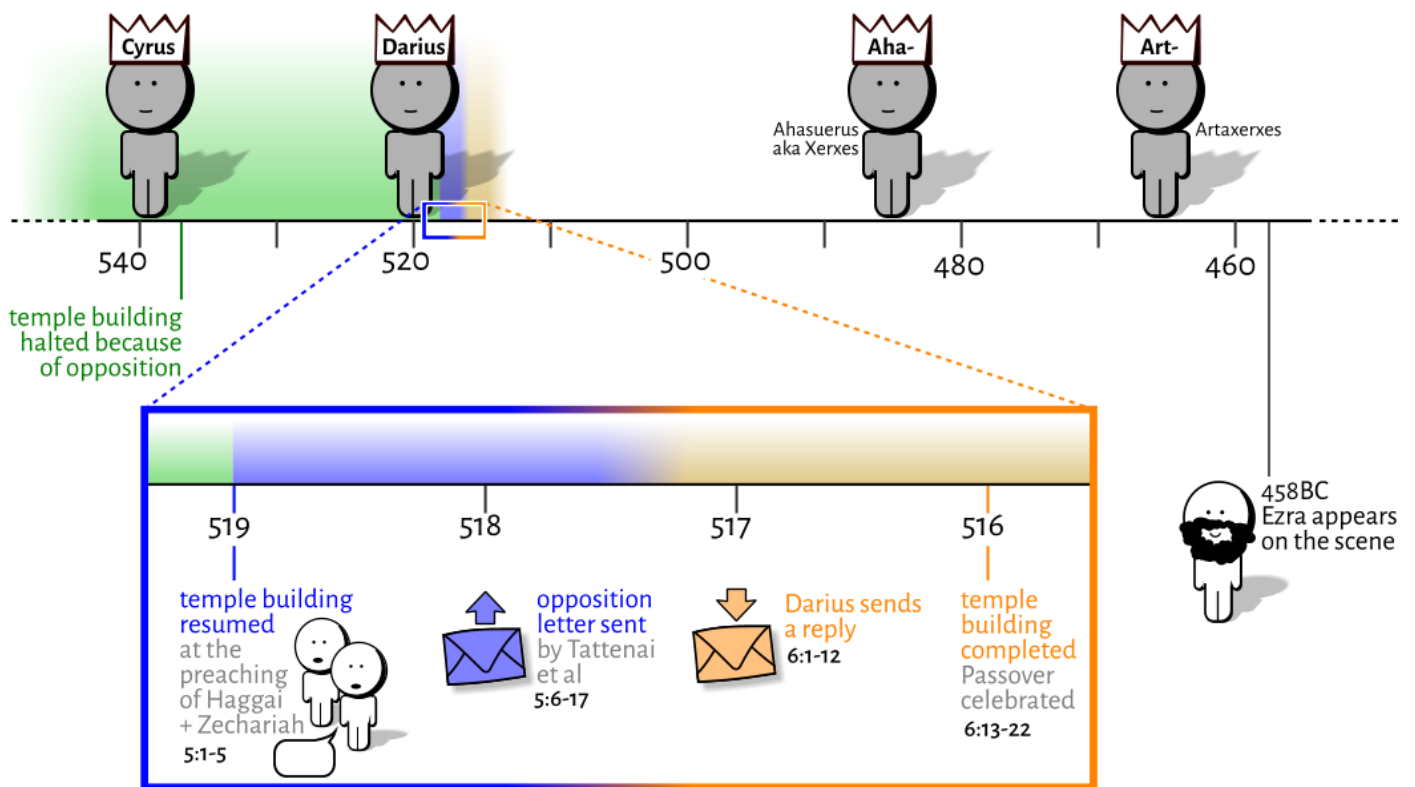 Cyrus
Darius
Aha-
Art-
Ahasuerus
aka Xerxes
Artaxerxes
540
520
500
480
460
temple building
halted because
of opposition
458BC
Ezra appears
on the scene
519
518
517
516
temple building
resumed
at the
preaching
of Haggai
+ Zechariah
5:1-5
opposition
letter sent
by Tattenai
et al
5:6-17
Darius sends
a reply
6:1-12
temple
building
completed
Passover
celebrated
6:13-22